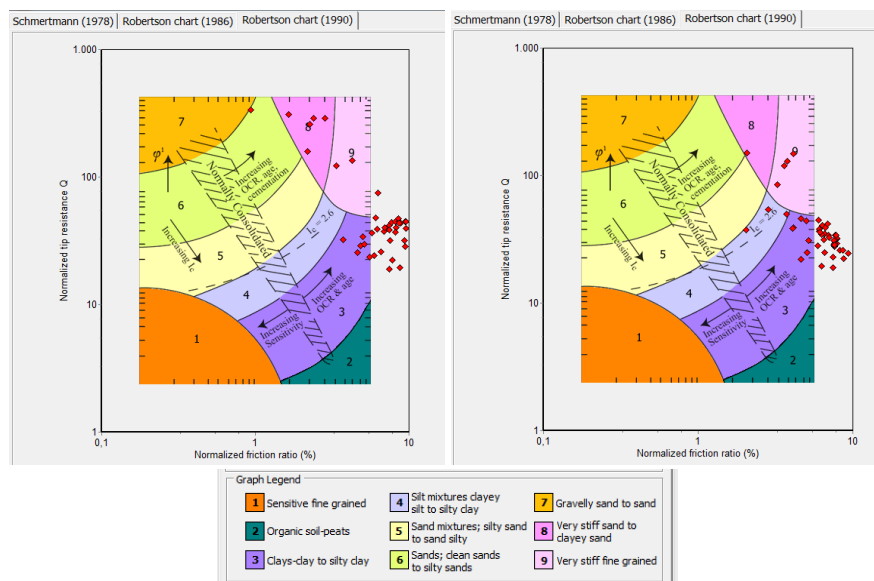 Schmertmann (1978) Robertson chart (1986) Robertson chart (1990)
1.000
100
10
1
0,1
1
10
Normalized tip resistance Q
Normalized friction ratio (%)
7
8
9
φ'
6
5
4
3
1
2
Increasing
OCR, age,
cementation
Normally Consolidated
Increasing Ic
Ic = 2.6
Increasing
OCR & age
Increasing
Sensitivity
Schmertmann (1978) Robertson chart (1986) Robertson chart (1990)
1.000
100
10
1
0,1
1
10
Normalized tip resistance Q
Normalized friction ratio (%)
7
8
9
φ'
6
5
4
3
1
2
Increasing
OCR, age,
cementation
Normally Consolidated
Increasing Ic
Ic = 2.6
Increasing
OCR & age
Increasing
Sensitivity
Graph Legend
1 Sensitive fine grained
2 Organic soil-peats
3 Clays-clay to silty clay
4 Silt mixtures clayey
silt to silty clay
5 Sand mixtures; silty sand
to sand silty
6 Sands; clean sands
to silty sands
7 Gravelly sand to sand
8 Very stiff sand to
clayey sand
9 Very stiff fine grained